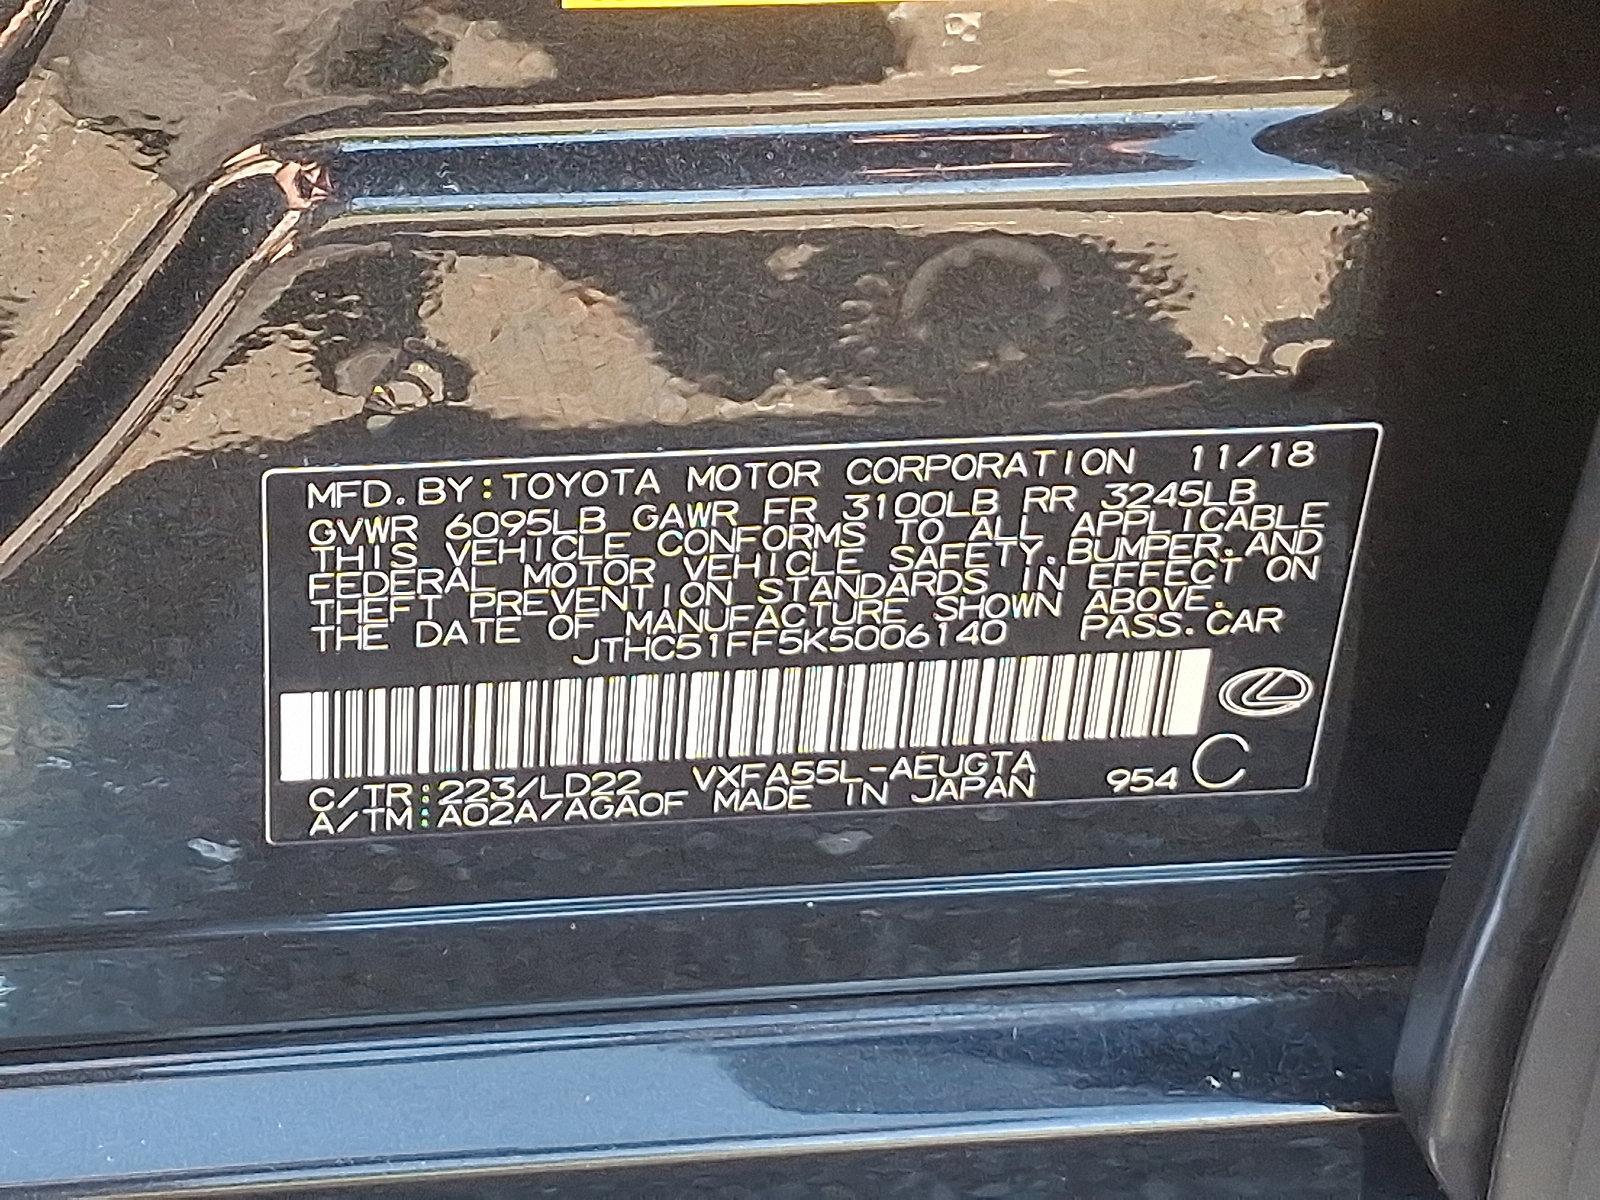 MFD. BY: TOYOTA MOTOR CORPORATION 11/18
GVWR 6095LB GAWR FR 3100LB RR 3245LB
THIS VEHICLE CONFORMS TO ALL APPLICABLE
FEDERAL MOTOR VEHICLE SAFETY, BUMPER, AND
THEFT PREVENTION STANDARDS IN EFFECT ON
THE DATE OF MANUFACTURE SHOWN ABOVE.
JTHC51FF5K5006140 PASS. CAR
C/TR: 223/LD22 VXFA55L-AEUGTA 954 C
A/TM: A02A/AGA0F MADE IN JAPAN